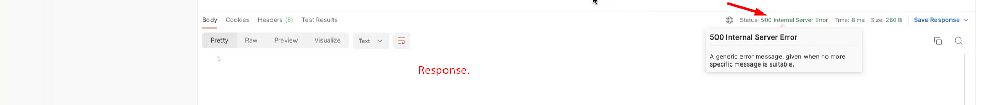 Body Cookies Headers (8) Test Results Status: 500 Internal Server Error Time: 8 ms Size: 280 B Save Response
Pretty Raw Preview Visualize Text
500 Internal Server Error
A generic error message, given when no more
specific message is suitable.
1
Response.